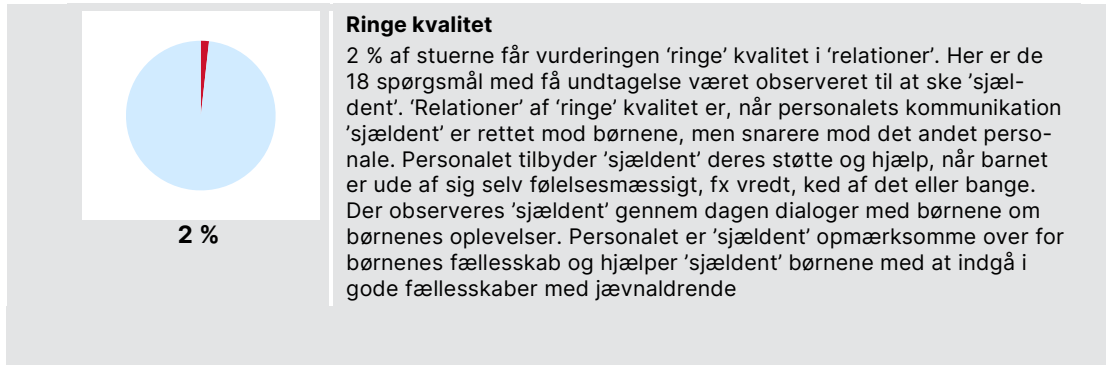 Ringe kvalitet
2 % af stuerne får vurderingen ‘ringe’ kvalitet i ‘relationer’. Her er de
18 spørgsmål med få undtagelse været observeret til at ske ’sjæl-
dent’. ‘Relationer’ af ‘ringe’ kvalitet er, når personalets kommunikation
’sjældent’ er rettet mod børnene, men snarere mod det andet perso-
nale. Personalet tilbyder ’sjældent’ deres støtte og hjælp, når barnet
er ude af sig selv følelsesmæssigt, fx vredt, ked af det eller bange.
Der observeres ’sjældent’ gennem dagen dialoger med børnene om
børnenes oplevelser. Personalet er ’sjældent’ opmærksomme over for
børnenes fællesskab og hjælper ’sjældent’ børnene med at indgå i
gode fællesskaber med jævnaldrende
2 %